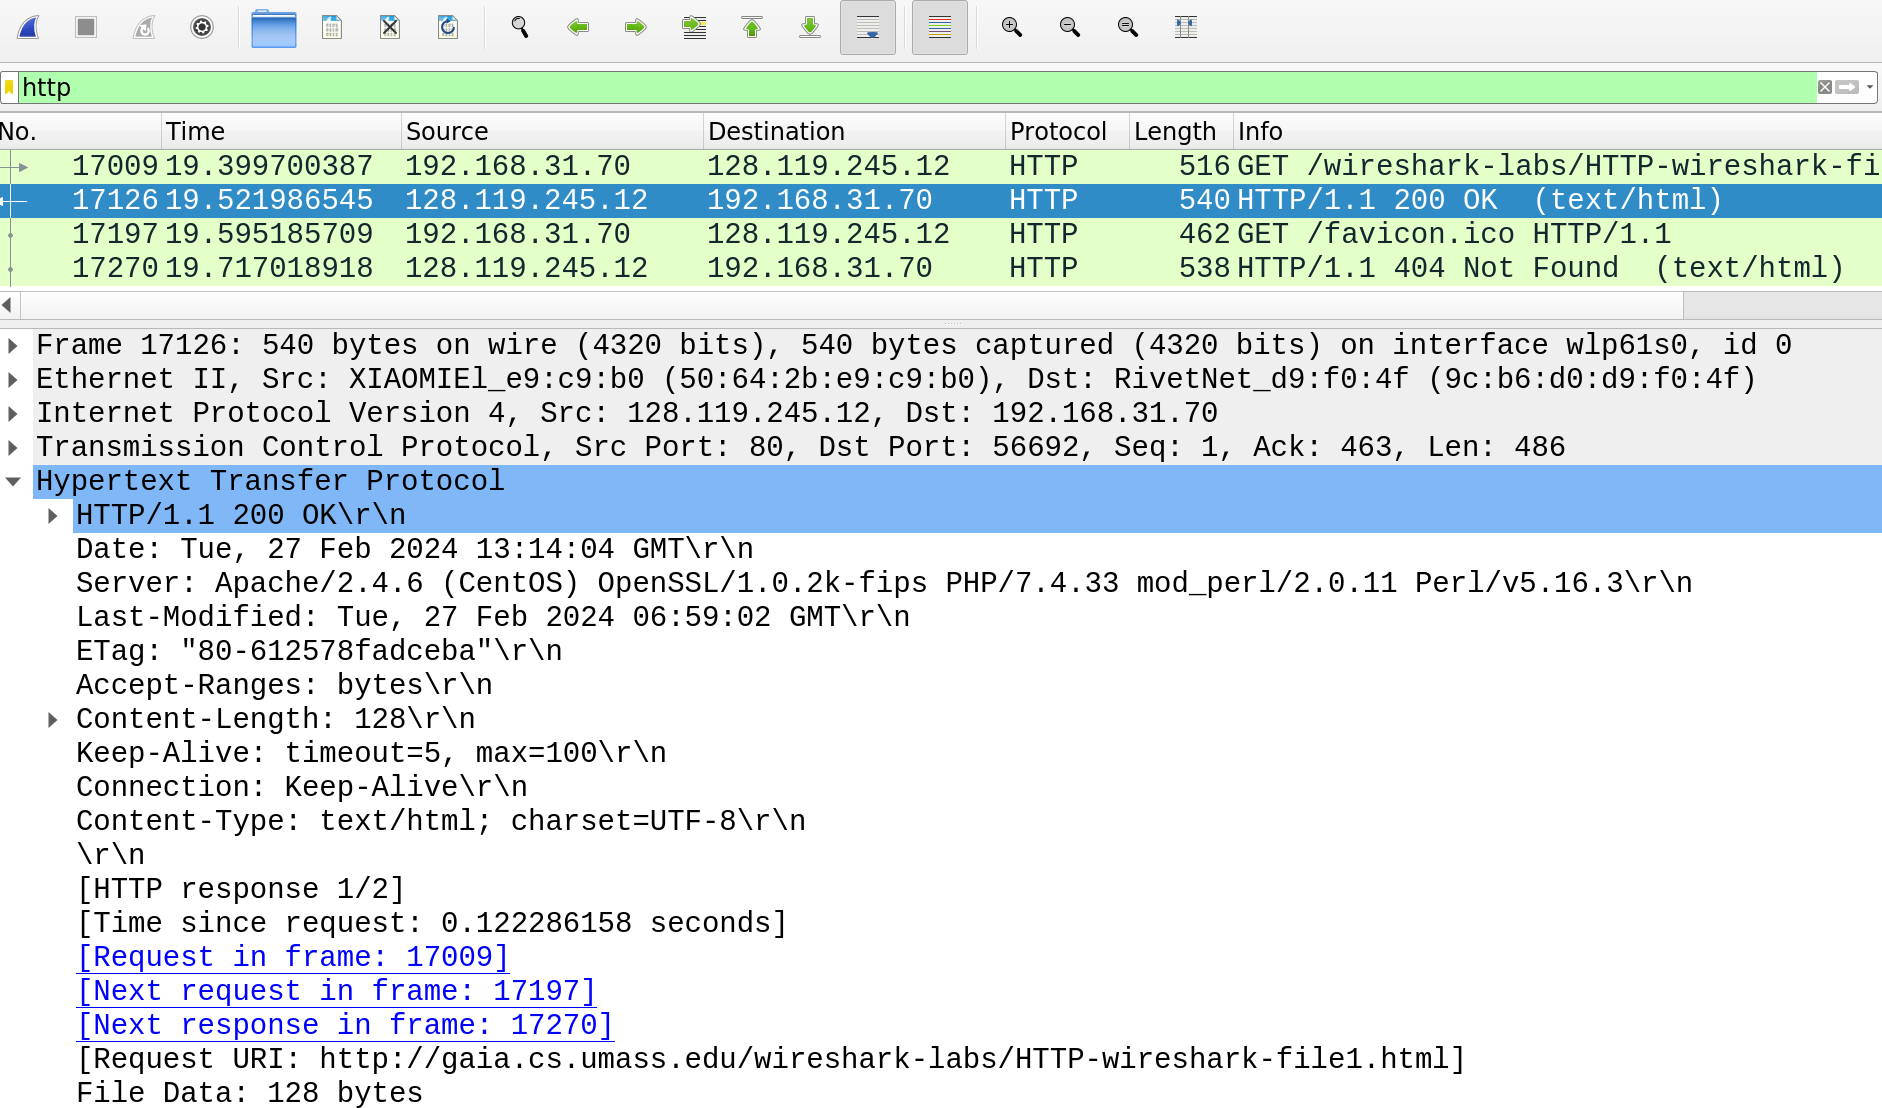 http
No. Time Source Destination Protocol Length Info
17009 19.399700387 192.168.31.70 128.119.245.12 HTTP 516 GET /wireshark-labs/HTTP-wireshark-fi
17126 19.521986545 128.119.245.12 192.168.31.70 HTTP 540 HTTP/1.1 200 OK  (text/html)
17197 19.595185709 192.168.31.70 128.119.245.12 HTTP 462 GET /favicon.ico HTTP/1.1
17270 19.717018918 128.119.245.12 192.168.31.70 HTTP 538 HTTP/1.1 404 Not Found  (text/html)
Frame 17126: 540 bytes on wire (4320 bits), 540 bytes captured (4320 bits) on interface wlp61s0, id 0
Ethernet II, Src: XIAOMIEl_e9:c9:b0 (50:64:2b:e9:c9:b0), Dst: RivetNet_d9:f0:4f (9c:b6:d0:d9:f0:4f)
Internet Protocol Version 4, Src: 128.119.245.12, Dst: 192.168.31.70
Transmission Control Protocol, Src Port: 80, Dst Port: 56692, Seq: 1, Ack: 463, Len: 486
Hypertext Transfer Protocol
HTTP/1.1 200 OK\r\n
Date: Tue, 27 Feb 2024 13:14:04 GMT\r\n
Server: Apache/2.4.6 (CentOS) OpenSSL/1.0.2k-fips PHP/7.4.33 mod_perl/2.0.11 Perl/v5.16.3\r\n
Last-Modified: Tue, 27 Feb 2024 06:59:02 GMT\r\n
ETag: "80-612578fadceba"\r\n
Accept-Ranges: bytes\r\n
Content-Length: 128\r\n
Keep-Alive: timeout=5, max=100\r\n
Connection: Keep-Alive\r\n
Content-Type: text/html; charset=UTF-8\r\n
\r\n
[HTTP response 1/2]
[Time since request: 0.122286158 seconds]
[Request in frame: 17009]
[Next request in frame: 17197]
[Next response in frame: 17270]
[Request URI: http://gaia.cs.umass.edu/wireshark-labs/HTTP-wireshark-file1.html]
File Data: 128 bytes